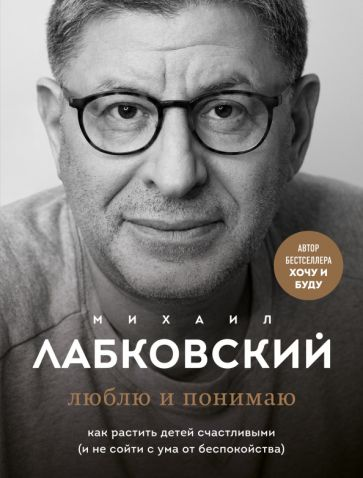 АВТОР
БЕСТСЕЛЛЕРА
ХОЧУ И
БУДУ
МИХАИЛ
ЛАБКОВСКИЙ
люблю и понимаю
как растить детей счастливыми
(и не сойти с ума от беспокойства)